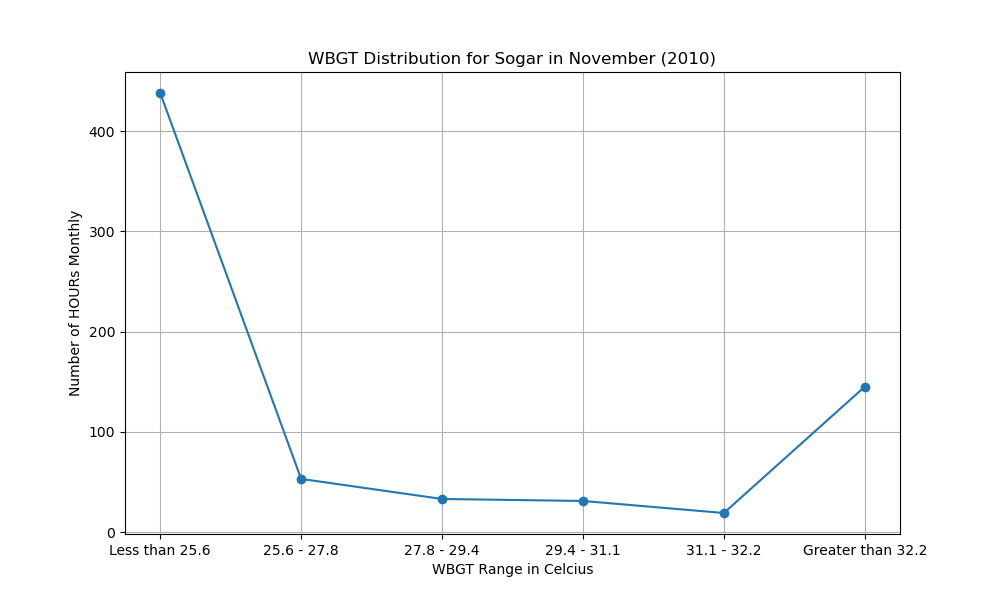 WBGT Distribution for Sogar in November (2010)
Number of HOURs Monthly
400
300
200
100
0
Less than 25.6 25.6 - 27.8 27.8 - 29.4 29.4 - 31.1 31.1 - 32.2 Greater than 32.2
WBGT Range in Celcius